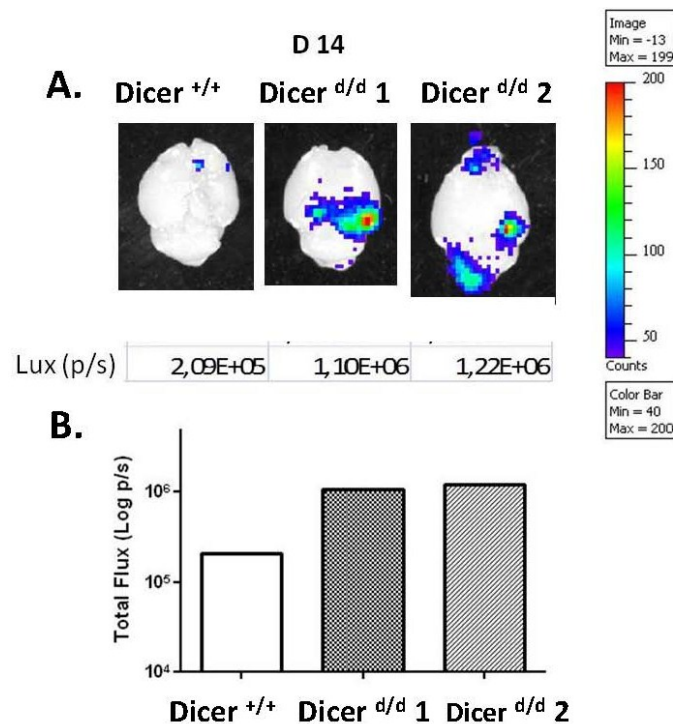 D 14
A.
Dicer +/+ Dicer d/d 1 Dicer d/d 2
Image
Min = -13
Max = 199
200
150
100
50
Counts
Color Bar
Min = 40
Max = 200
Lux (p/s) 2,09E+05 1,10E+06 1,22E+06
B.
Total Flux (Log p/s)
10⁶
10⁵
10⁴
Dicer +/+ Dicer d/d 1 Dicer d/d 2